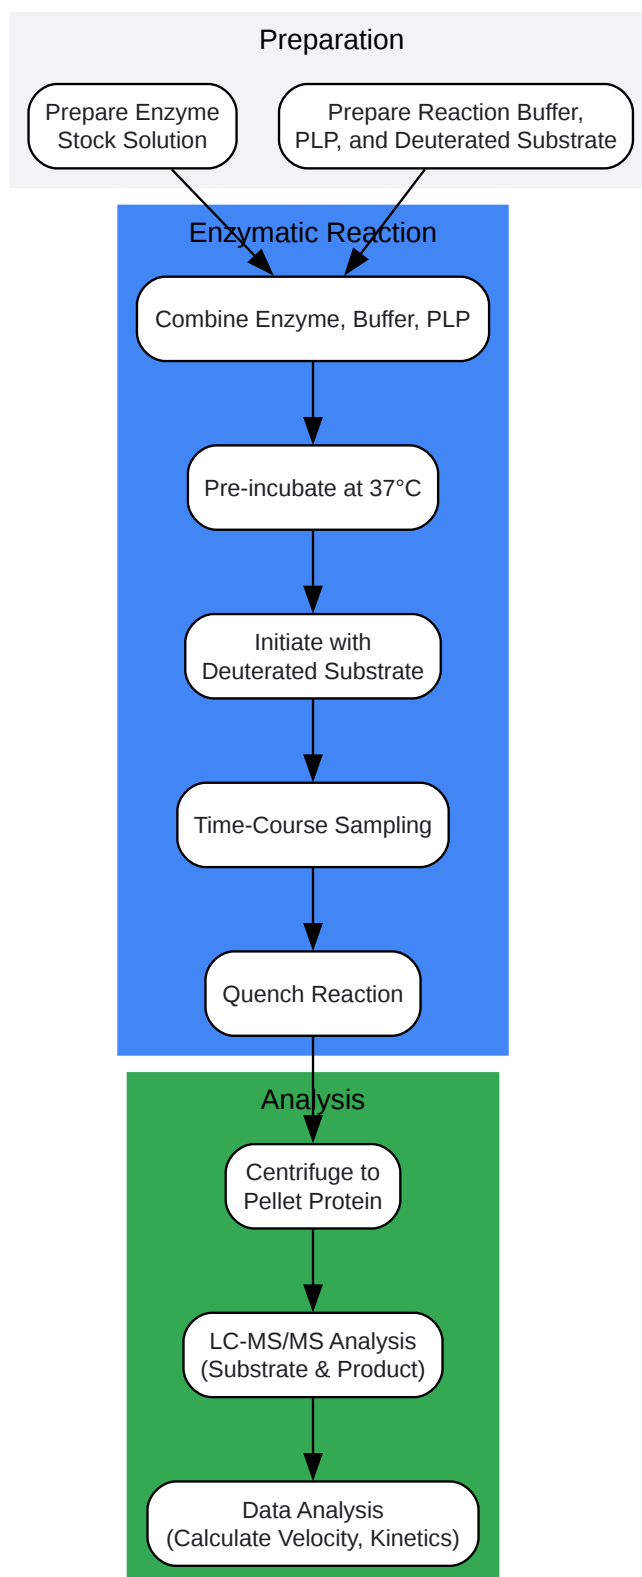 Preparation
Prepare Enzyme
Stock Solution
Prepare Reaction Buffer,
PLP, and Deuterated Substrate
Enzymatic Reaction
Combine Enzyme, Buffer, PLP
Pre-incubate at 37°C
Initiate with
Deuterated Substrate
Time-Course Sampling
Quench Reaction
Analysis
Centrifuge to
Pellet Protein
LC-MS/MS Analysis
(Substrate & Product)
Data Analysis
(Calculate Velocity, Kinetics)